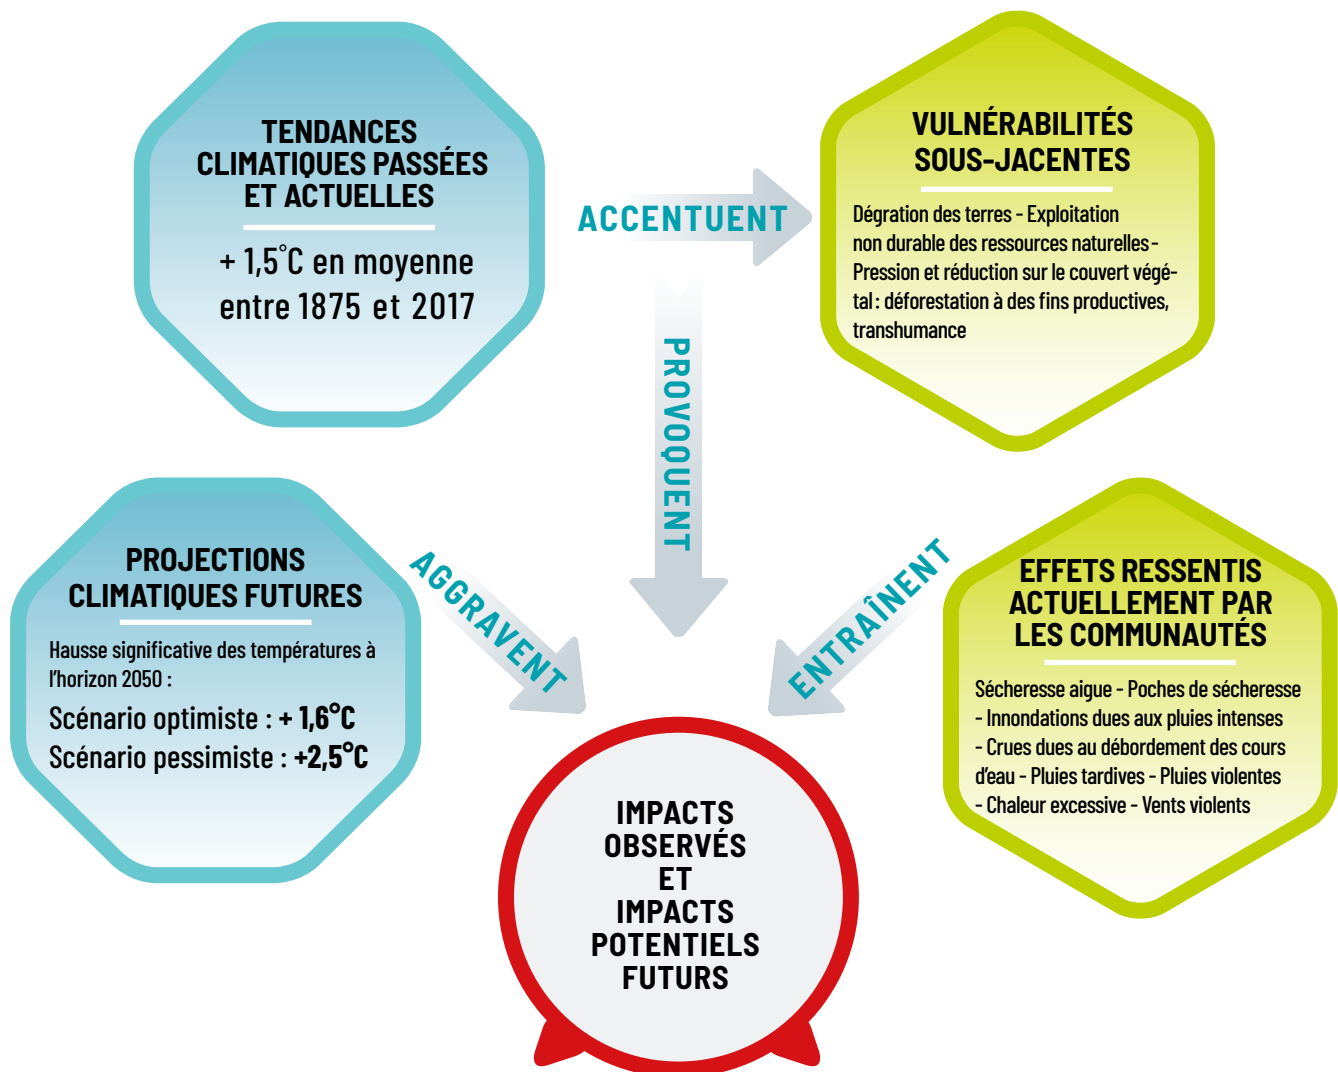 TENDANCES
CLIMATIQUES PASSÉES
ET ACTUELLES
+ 1,5°C en moyenne
entre 1875 et 2017
ACCENTUENT
VULNÉRABILITÉS
SOUS-JACENTES
Dégration des terres - Exploitation
non durable des ressources naturelles -
Pression et réduction sur le couvert végé-
tal : déforestation à des fins productives,
transhumance
PROVOQUENT
PROJECTIONS
CLIMATIQUES FUTURES
Hausse significative des températures à
l'horizon 2050 :
Scénario optimiste : + 1,6°C
Scénario pessimiste : +2,5°C
AGGRAVENT
ENTRAÎNENT
EFFETS RESSENTIS
ACTUELLEMENT PAR
LES COMMUNAUTÉS
Sécheresse aigue - Poches de sécheresse
- Innondations dues aux pluies intenses
- Crues dues au débordement des cours
d'eau - Pluies tardives - Pluies violentes
- Chaleur excessive - Vents violents
IMPACTS
OBSERVÉS
ET
IMPACTS
POTENTIELS
FUTURS